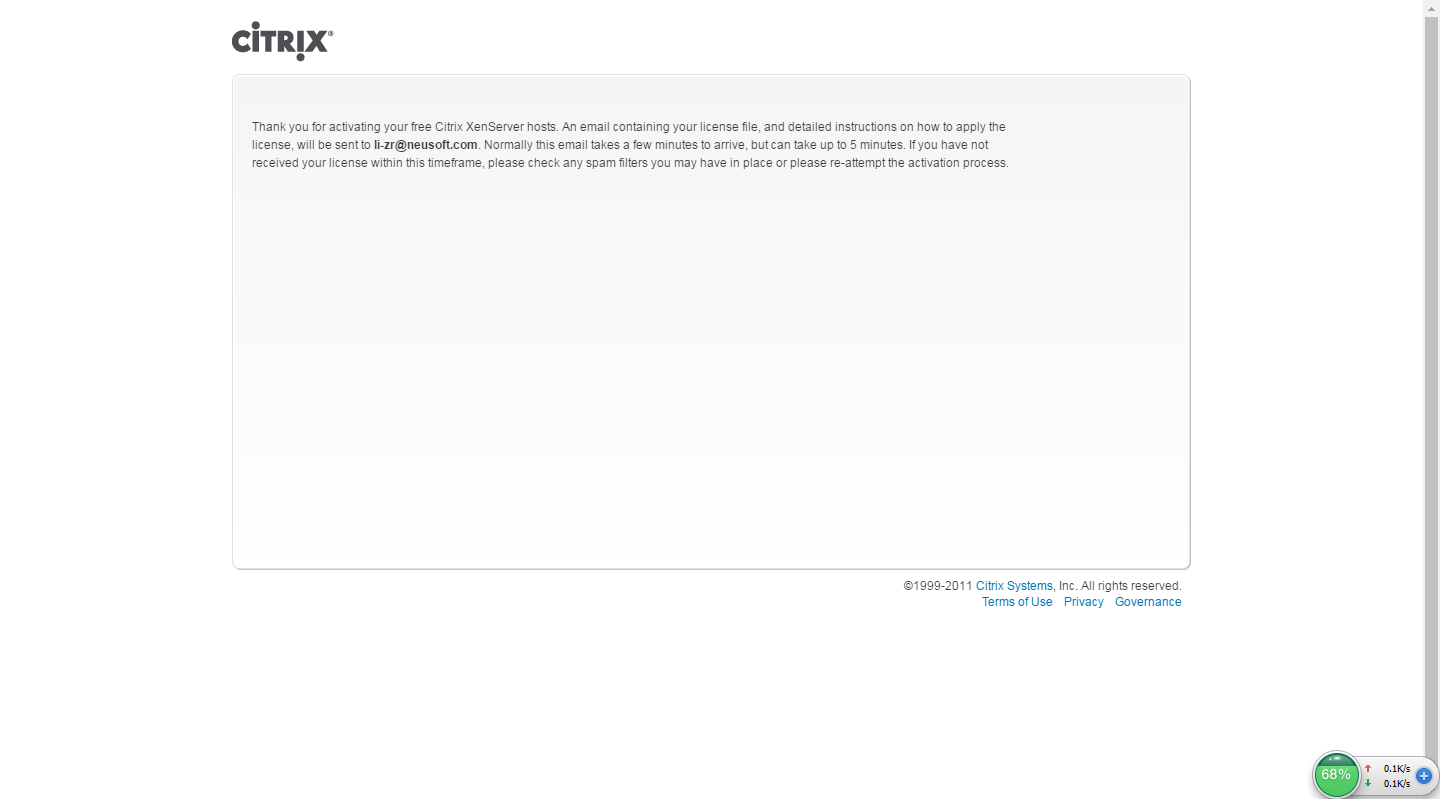 CİTRIX®
Thank you for activating your free Citrix XenServer hosts. An email containing your license file, and detailed instructions on how to apply the
license, will be sent to li-zr@neusoft.com. Normally this email takes a few minutes to arrive, but can take up to 5 minutes. If you have not
received your license within this timeframe, please check any spam filters you may have in place or please re-attempt the activation process.
©1999-2011 Citrix Systems, Inc. All rights reserved.
Terms of Use Privacy Governance
68% ↑ 0.1K/s
↓ 0.1K/s